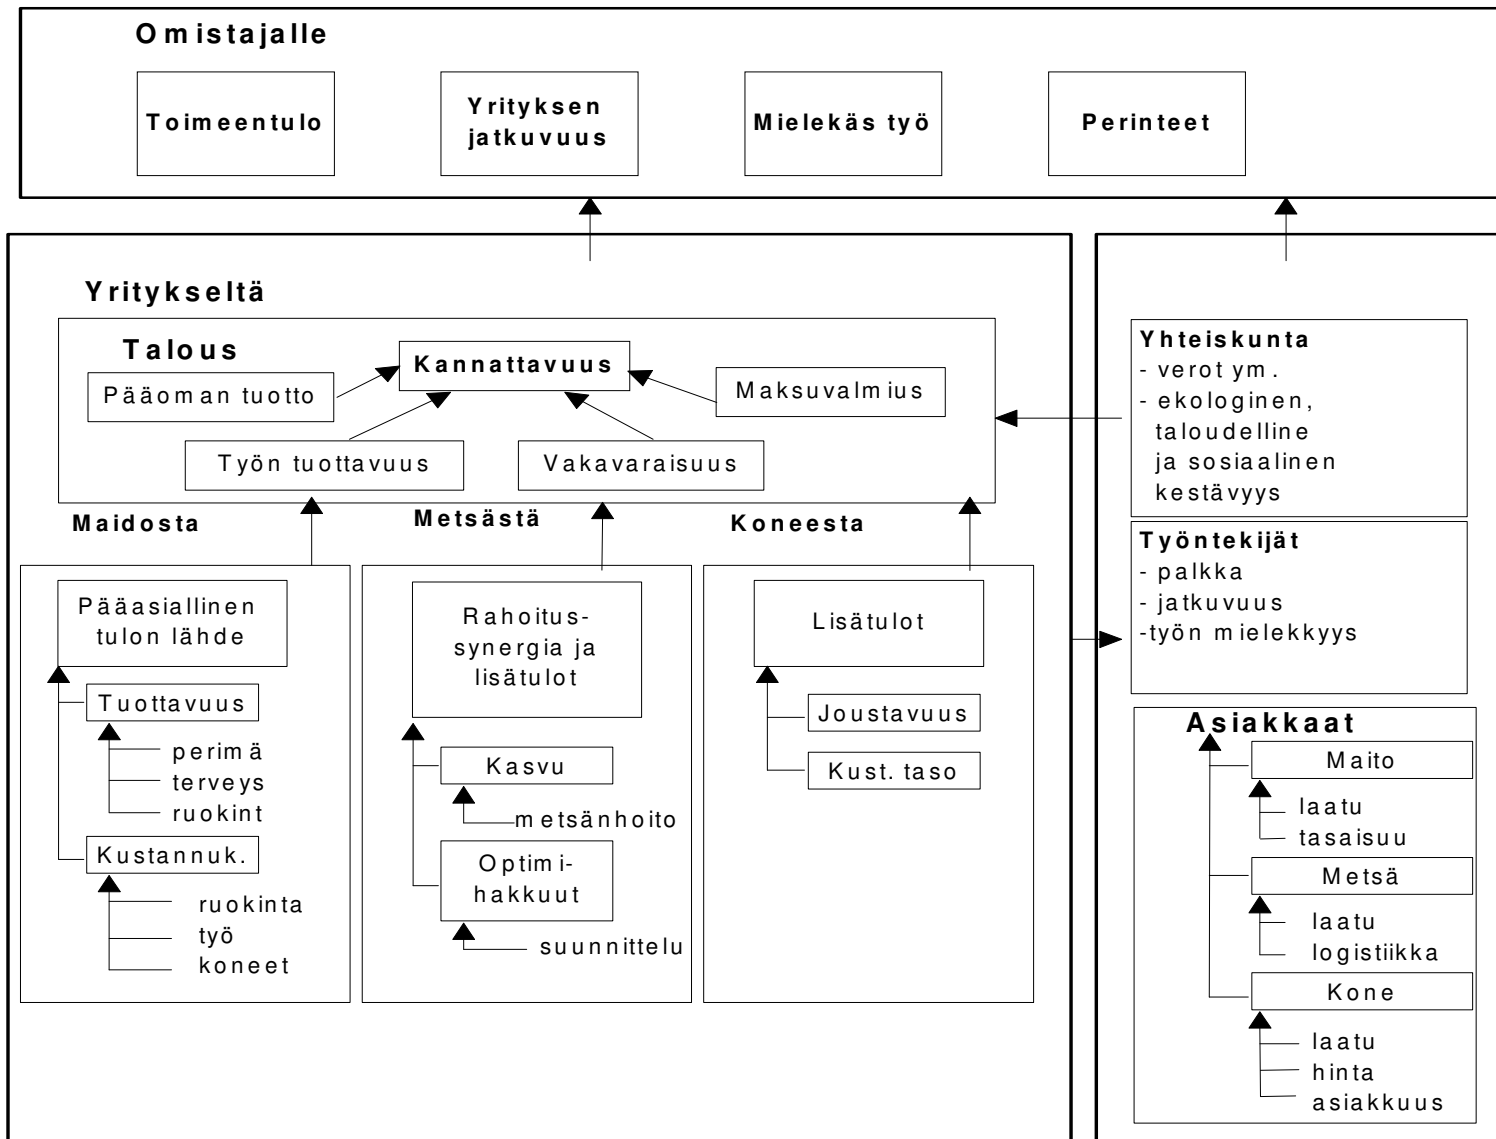 Omistajalle
Toimeentulo
Yrityksen
jatkuvuus
Mielekäs työ
Perinteet
Yritykseltä
Talous
Kannattavuus
Pääoman tuotto
Maksuvalmius
Työn tuottavuus
Vakavaraisuus
Maidosta
Metsästä
Koneesta
Pääasiallinen
tulon lähde
Tuottavuus
perimä
terveys
ruokint
Kustannuk.
ruokinta
työ
koneet
Rahoitus-
synergia ja
lisätulot
Kasvu
metsänhoito
Optimi-
hakkuut
suunnittelu
Lisätulot
Joustavuus
Kust. taso
Yhteiskunta
- verot ym.
- ekologinen,
taloudelline
ja sosiaalinen
kestävyys
Työntekijät
- palkka
- jatkuvuus
-työn mielekkyys
Asiakkaat
Maito
laatu
tasaisuu
Metsä
laatu
logistiikka
Kone
laatu
hinta
asiakkuus